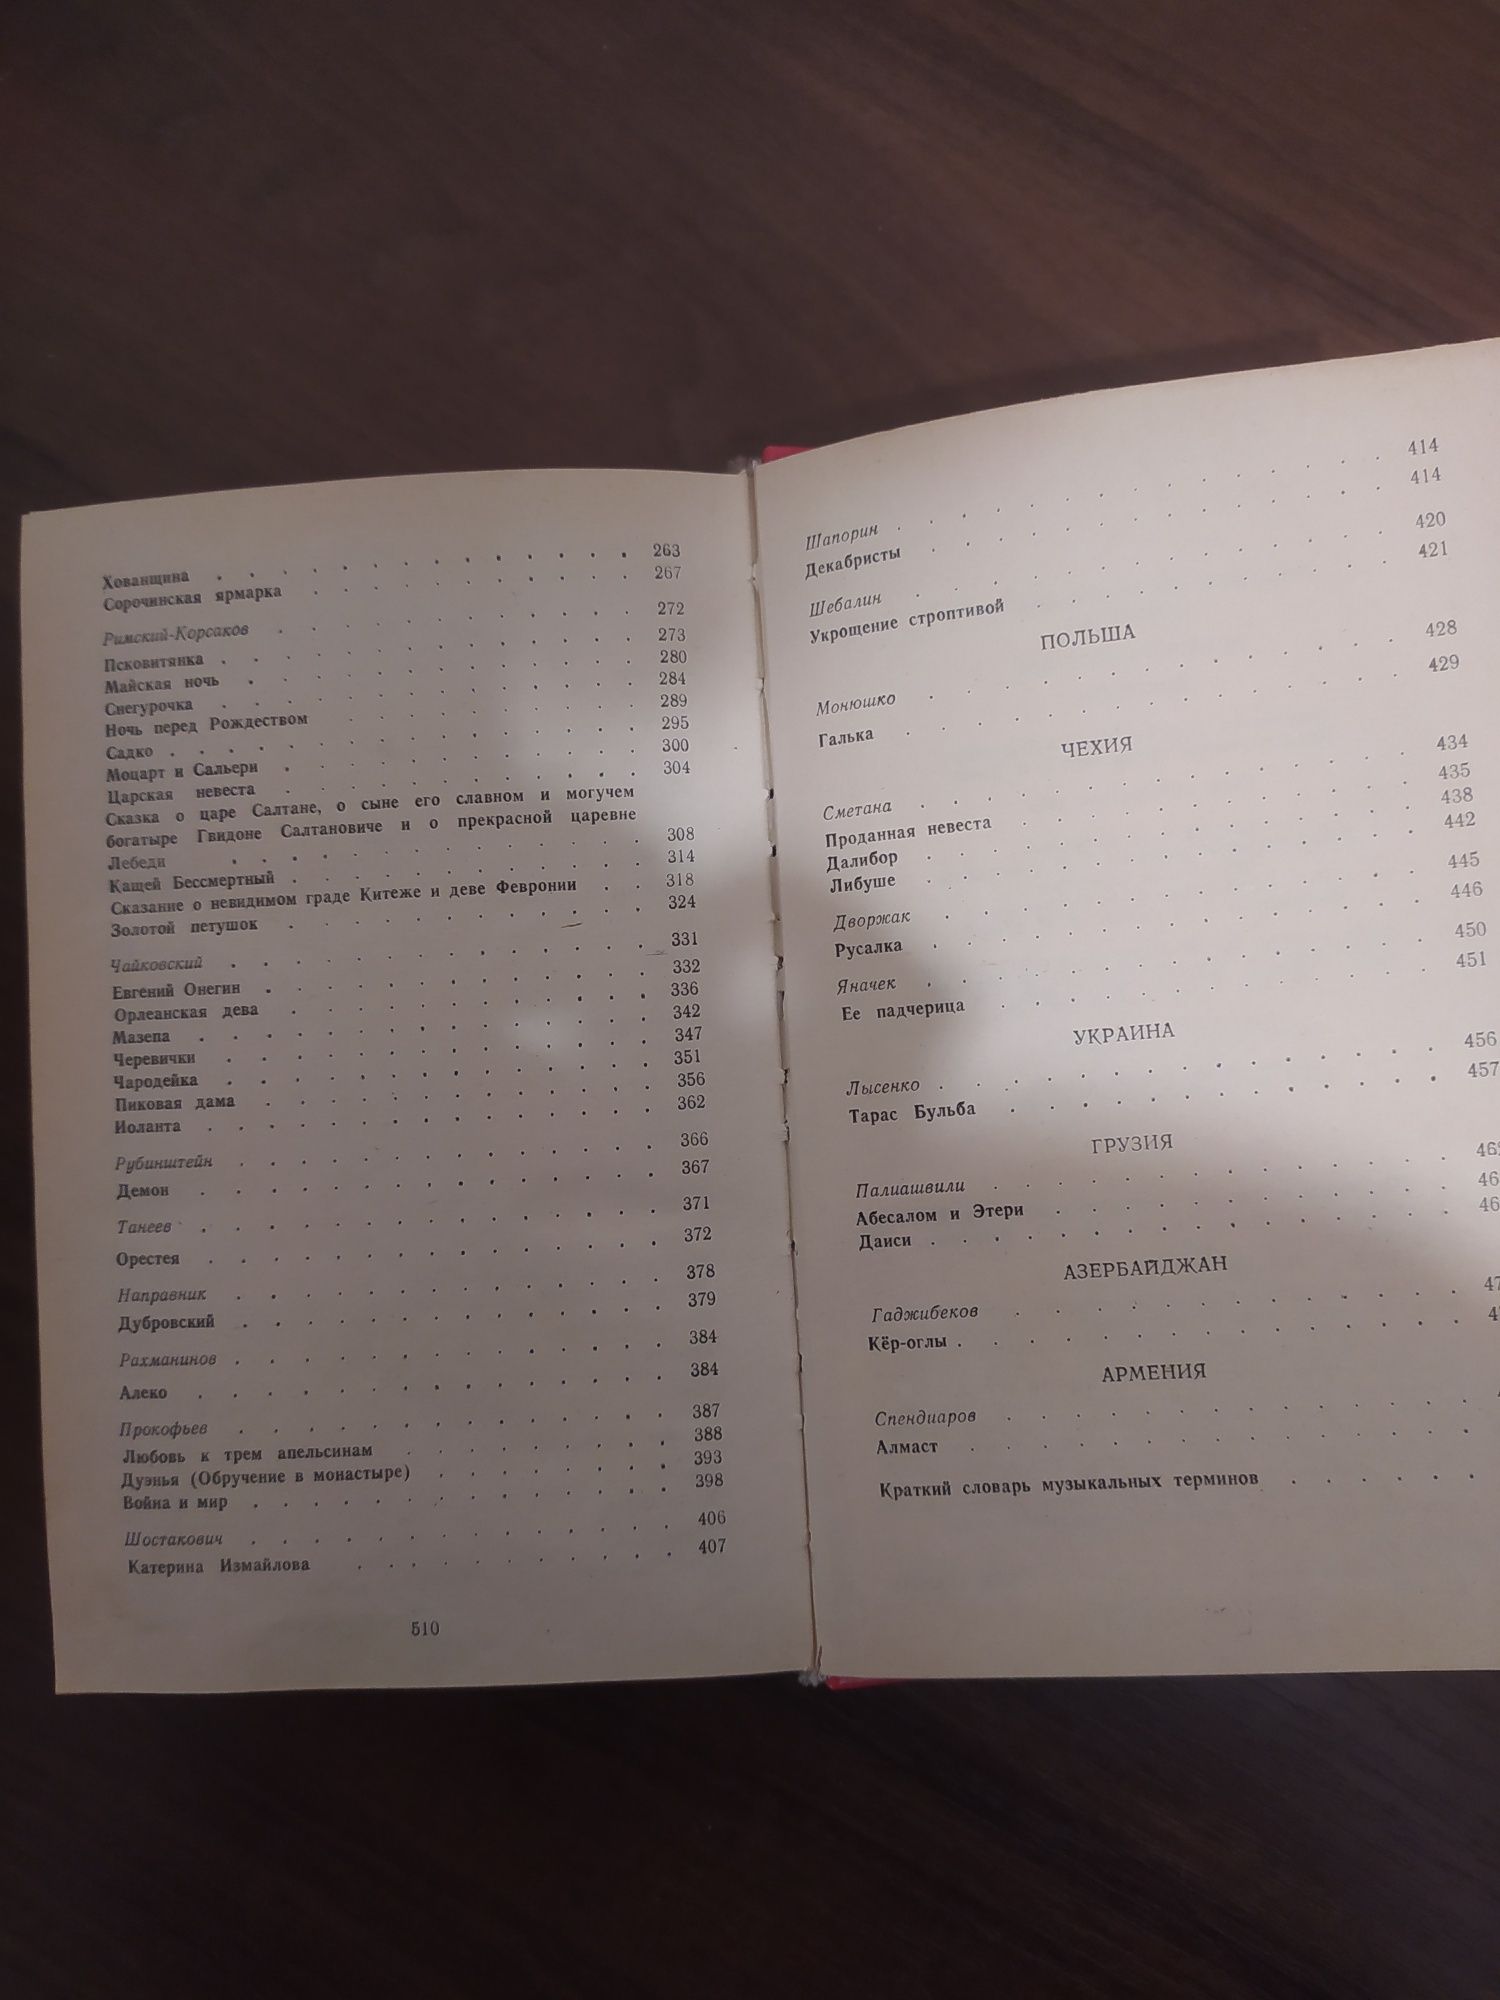 Хованщина . . . . . . . . . . . . . 263
Сорочинская ярмарка . . . . . . . . . . 267
Римский-Корсаков . . . . . . . . . . . 272
Псковитянка . . . . . . . . . . . . . 273
Майская ночь . . . . . . . . . . . . 280
Снегурочка . . . . . . . . . . . . . 284
Ночь перед Рождеством . . . . . . . . . 289
Садко . . . . . . . . . . . . . . . 295
Моцарт и Сальери . . . . . . . . . . . 300
Царская невеста . . . . . . . . . . . 304
Сказка о царе Салтане, о сыне его славном и могучем
богатыре Гвидоне Салтановиче и о прекрасной царевне
Лебеди . . . . . . . . . . . . . . 308
Кащей Бессмертный . . . . . . . . . . . 314
Сказание о невидимом граде Китеже и деве Февронии . . 318
Золотой петушок . . . . . . . . . . . 324
Чайковский . . . . . . . . . . . . . 331
Евгений Онегин . . . . . . . . . . . . 332
Орлеанская дева . . . . . . . . . . . 336
Мазепа . . . . . . . . . . . . . . 342
Черевички . . . . . . . . . . . . . 347
Чародейка . . . . . . . . . . . . . 351
Пиковая дама . . . . . . . . . . . . 356
Иоланта . . . . . . . . . . . . . . 362
Рубинштейн . . . . . . . . . . . . . 366
Демон . . . . . . . . . . . . . . 367
Танеев . . . . . . . . . . . . . . 371
Орестея . . . . . . . . . . . . . . 372
Направник . . . . . . . . . . . . . 378
Дубровский . . . . . . . . . . . . . 379
Рахманинов . . . . . . . . . . . . . 384
Алеко . . . . . . . . . . . . . . 384
Прокофьев . . . . . . . . . . . . . 387
Любовь к трем апельсинам . . . . . . . . 388
Дуэнья (Обручение в монастыре) . . . . . . . 393
Война и мир . . . . . . . . . . . . . 398
Шостакович . . . . . . . . . . . . . 406
Катерина Измайлова . . . . . . . . . . 407
510
Шапорин . . . . . . . . . . . . . . 414
Декабристы . . . . . . . . . . . . . 414
Шебалин . . . . . . . . . . . . . . 420
Укрощение строптивой . . . . . . . . . . 421
ПОЛЬША
Монюшко . . . . . . . . . . . . . . 428
Галька . . . . . . . . . . . . . . 429
ЧЕХИЯ
Сметана . . . . . . . . . . . . . . 434
Проданная невеста . . . . . . . . . . . 435
Далибор . . . . . . . . . . . . . . 438
Либуше . . . . . . . . . . . . . . 442
Дворжак . . . . . . . . . . . . . . 445
Русалка . . . . . . . . . . . . . . 446
Яначек . . . . . . . . . . . . . . 450
Ее падчерица . . . . . . . . . . . . 451
УКРАИНА
Лысенко . . . . . . . . . . . . . . 456
Тарас Бульба . . . . . . . . . . . . 457
ГРУЗИЯ
Палиашвили . . . . . . . . . . . . .
Абесалом и Этери . . . . . . . . . . .
Даиси . . . . . . . . . . . . . . .
АЗЕРБАЙДЖАН
Гаджибеков . . . . . . . . . . . . .
Кёр-оглы . . . . . . . . . . . . . .
АРМЕНИЯ
Спендиаров . . . . . . . . . . . . .
Алмаст . . . . . . . . . . . . . .
Краткий словарь музыкальных терминов . . . .